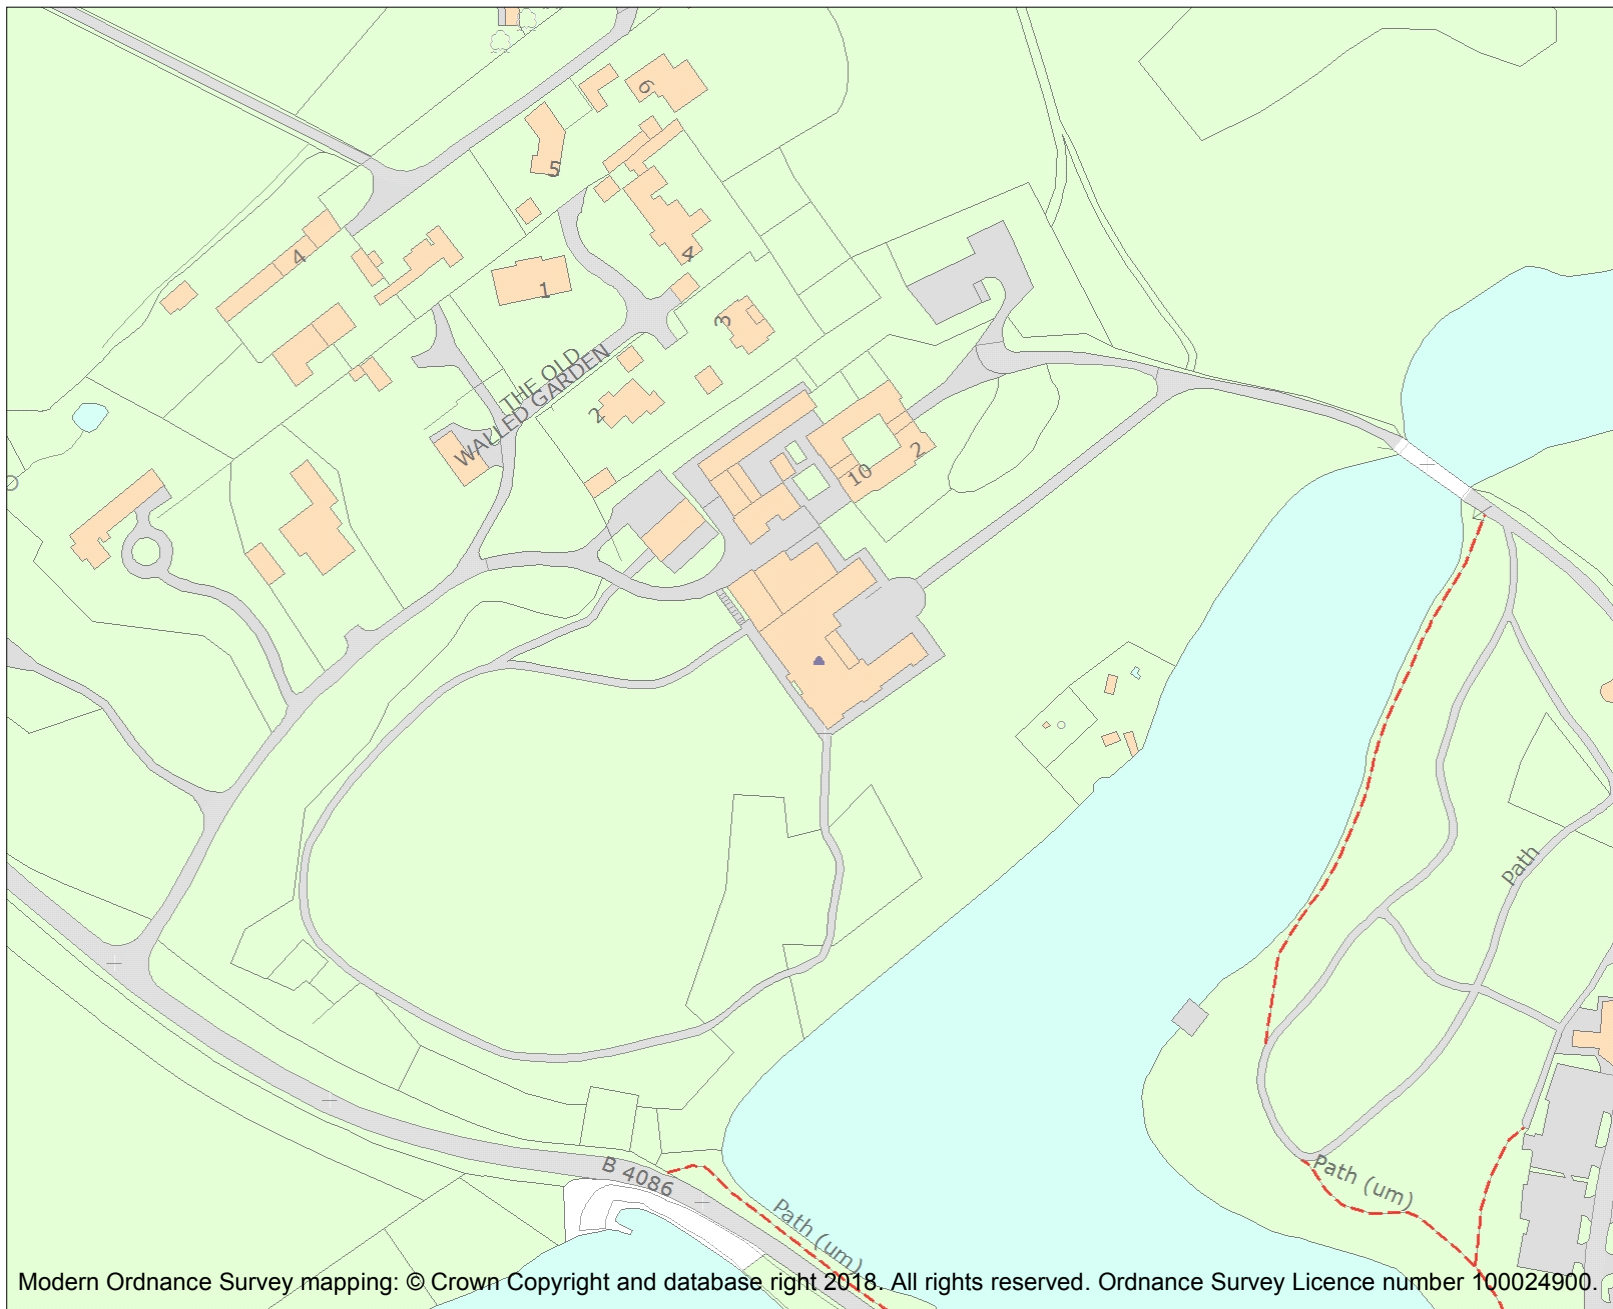 6
5
4
4
1
3
THE OLD
WALLED GARDEN
2
2
10
Path
B 4086
Path (um)
Path (um)
Modern Ordnance Survey mapping: © Crown Copyright and database right 2018. All rights reserved. Ordnance Survey Licence number 100024900.